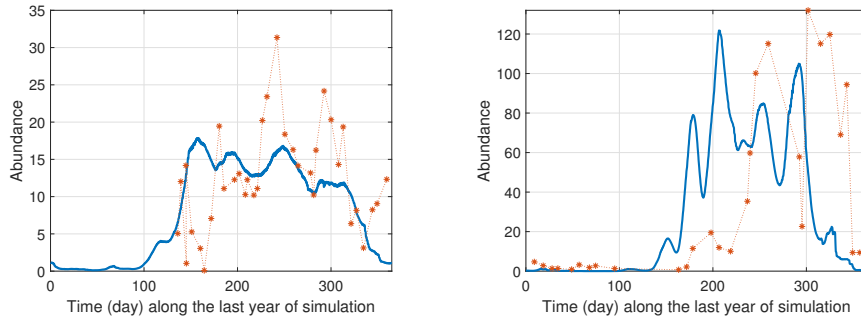 35
30
25
20
15
10
5
0
Abundance
0 100 200 300
Time (day) along the last year of simulation
120
100
80
60
40
20
0
Abundance
0 100 200 300
Time (day) along the last year of simulation